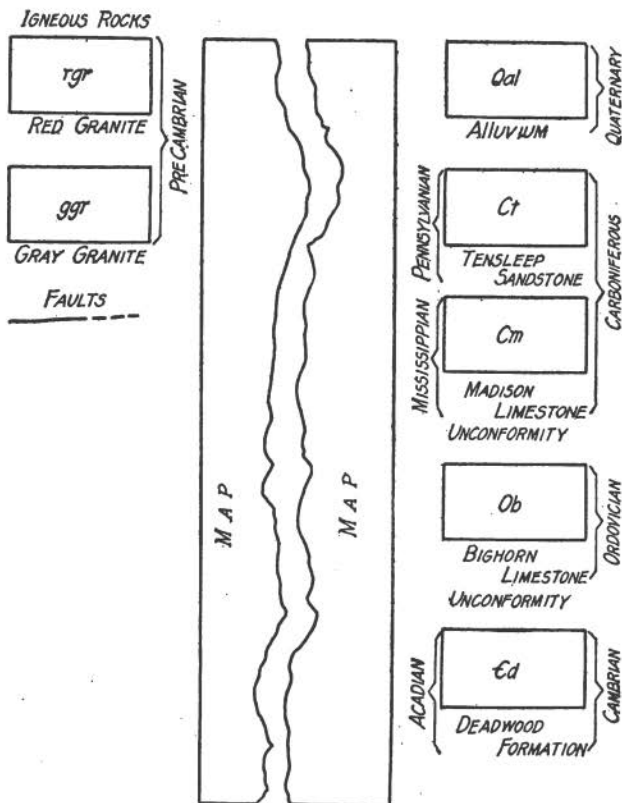 IGNEOUS ROCKS
rgr
RED GRANITE
ggr
GRAY GRANITE
PRECAMBRIAN
FAULTS
MAP
MAP
Qal
ALLUVIUM
QUATERNARY
PENNSYLVANIAN
Ct
TENSLEEP
SANDSTONE
MISSISSIPPIAN
Cm
MADISON
LIMESTONE
CARBONIFEROUS
UNCONFORMITY
Ob
BIGHORN
LIMESTONE
ORDOVICIAN
UNCONFORMITY
ACADIAN
Єd
DEADWOOD
FORMATION
CAMBRIAN